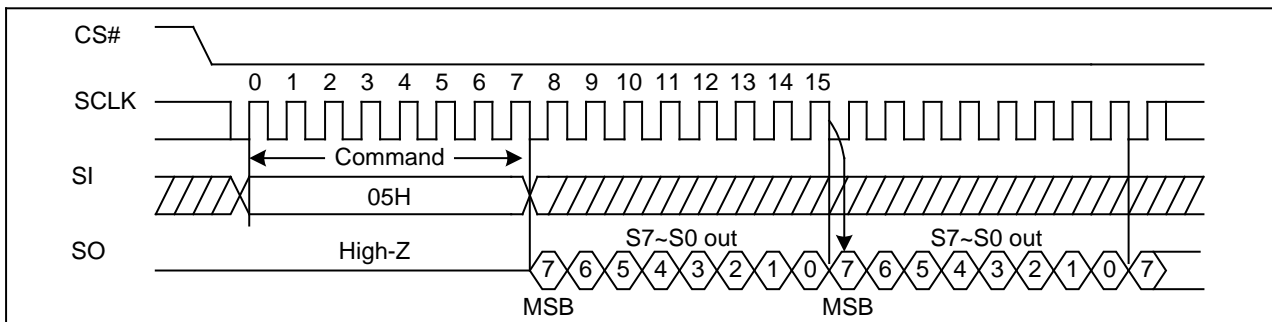 CS#
0 1 2 3 4 5 6 7 8 9 10 11 12 13 14 15
SCLK
Command
SI
05H
S7~S0 out S7~S0 out
SO High-Z
7 6 5 4 3 2 1 0 7 6 5 4 3 2 1 0 7
MSB MSB